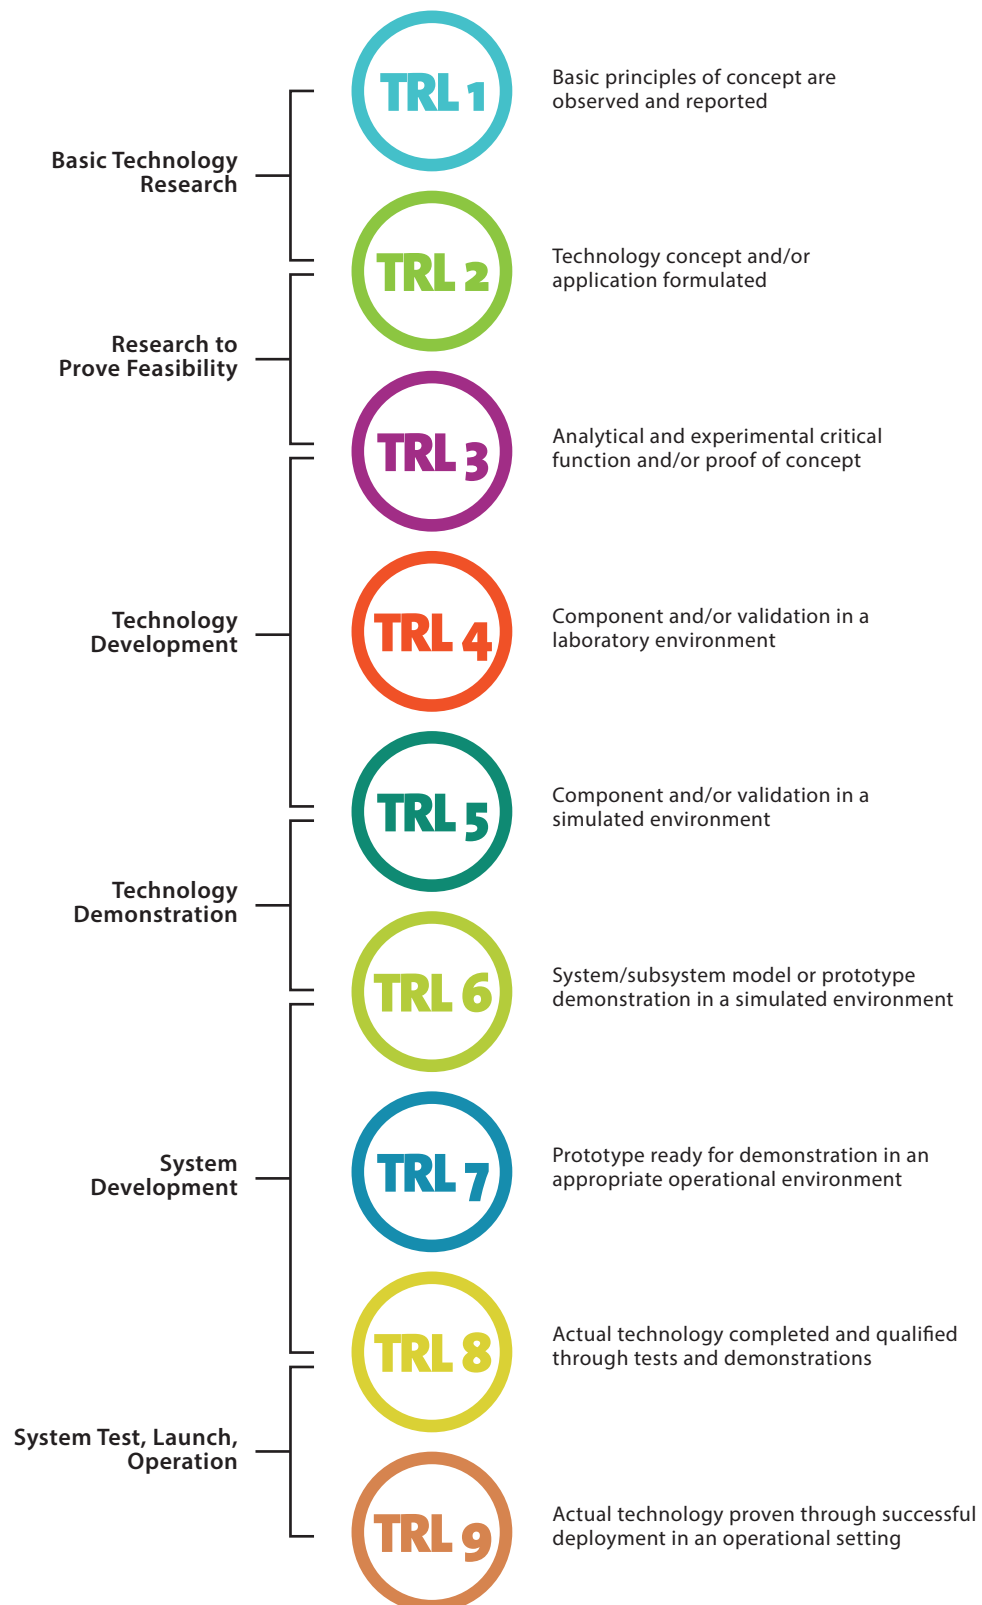 TRL 1
Basic principles of concept are
observed and reported
Basic Technology
Research
TRL 2
Technology concept and/or
application formulated
Research to
Prove Feasibility
TRL 3
Analytical and experimental critical
function and/or proof of concept
TRL 4
Component and/or validation in a
laboratory environment
Technology
Development
TRL 5
Component and/or validation in a
simulated environment
Technology
Demonstration
TRL 6
System/subsystem model or prototype
demonstration in a simulated environment
TRL 7
Prototype ready for demonstration in an
appropriate operational environment
System
Development
TRL 8
Actual technology completed and qualified
through tests and demonstrations
System Test, Launch,
Operation
TRL 9
Actual technology proven through successful
deployment in an operational setting